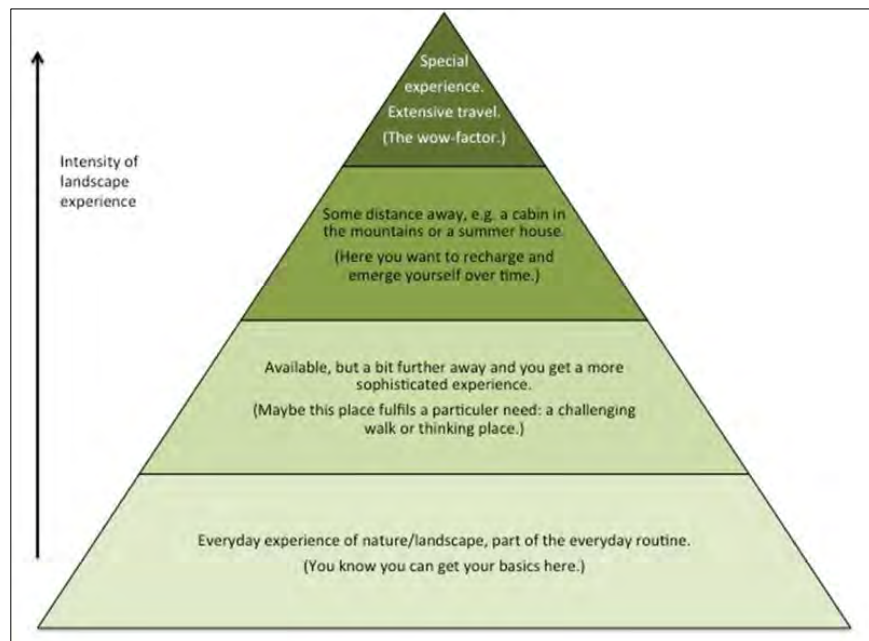 Special
experience.
Extensive travel.
(The wow-factor.)
Intensity of
landscape
experience
Some distance away, e.g. a cabin in
the mountains or a summer house.
(Here you want to recharge and
emerge yourself over time.)
Available, but a bit further away and you get a more
sophisticated experience.
(Maybe this place fulfils a particuler need: a challenging
walk or thinking place.)
Everyday experience of nature/landscape, part of the everyday routine.
(You know you can get your basics here.)